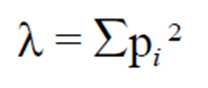 λ = Σpᵢ²